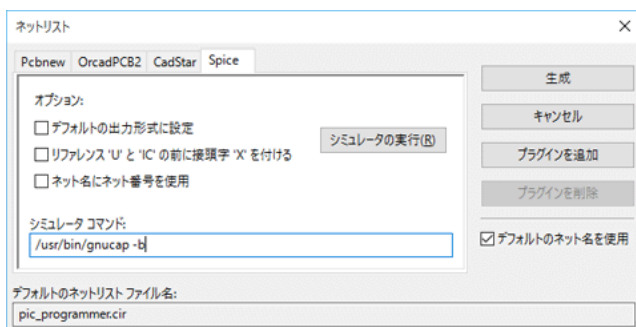 ネットリスト
Pcbnew OrcadPCB2 CadStar Spice
オプション:
デフォルトの出力形式に設定
リファレンス 'U' と 'IC' の前に接頭字 'X' を付ける
ネット名にネット番号を使用
シミュレータの実行(R)
シミュレータ コマンド:
/usr/bin/gnucap -b
生成
キャンセル
プラグインを追加
プラグインを削除
デフォルトのネット名を使用
デフォルトのネットリスト ファイル名:
pic_programmer.cir